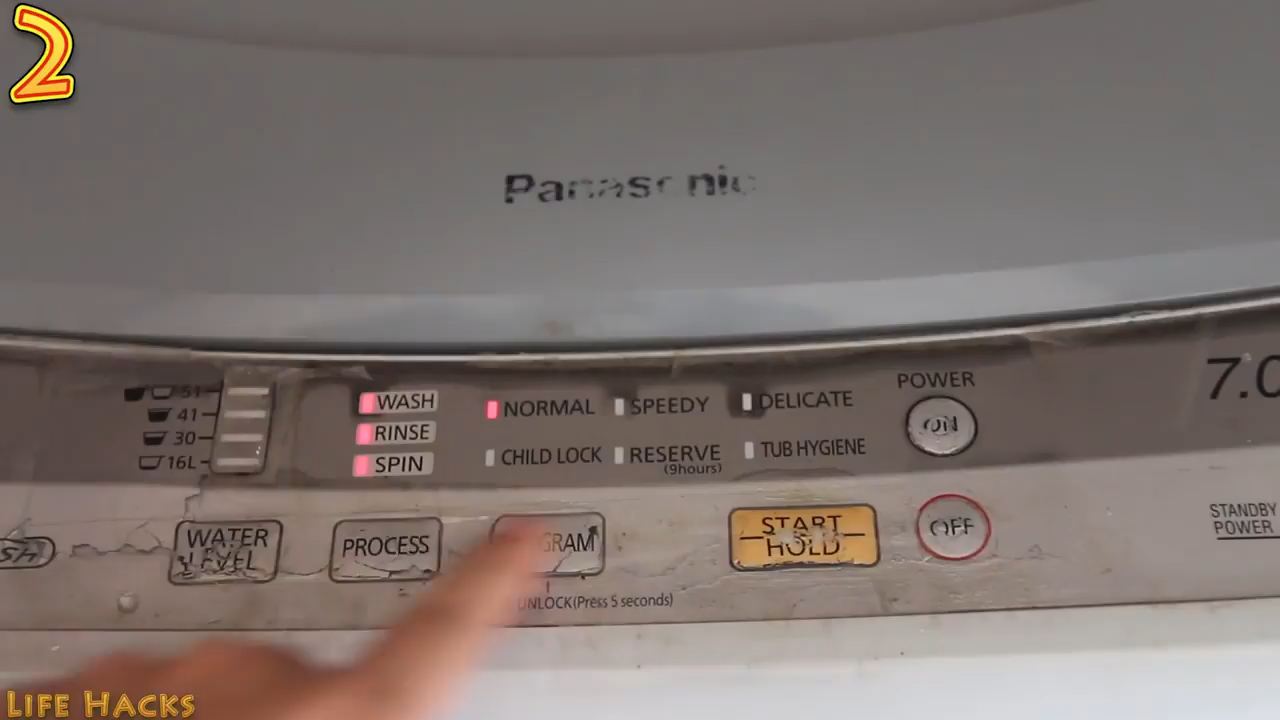 2
Panasonic
51
41
30
16L
WASH
RINSE
SPIN
NORMAL
SPEEDY
DELICATE
CHILD LOCK
RESERVE
(9hours)
TUB HYGIENE
POWER
ON
7.0
WATER
LEVEL
PROCESS
GRAM
START
HOLD
OFF
STANDBY
POWER
UNLOCK(Press 5 seconds)
LIFE HACKS